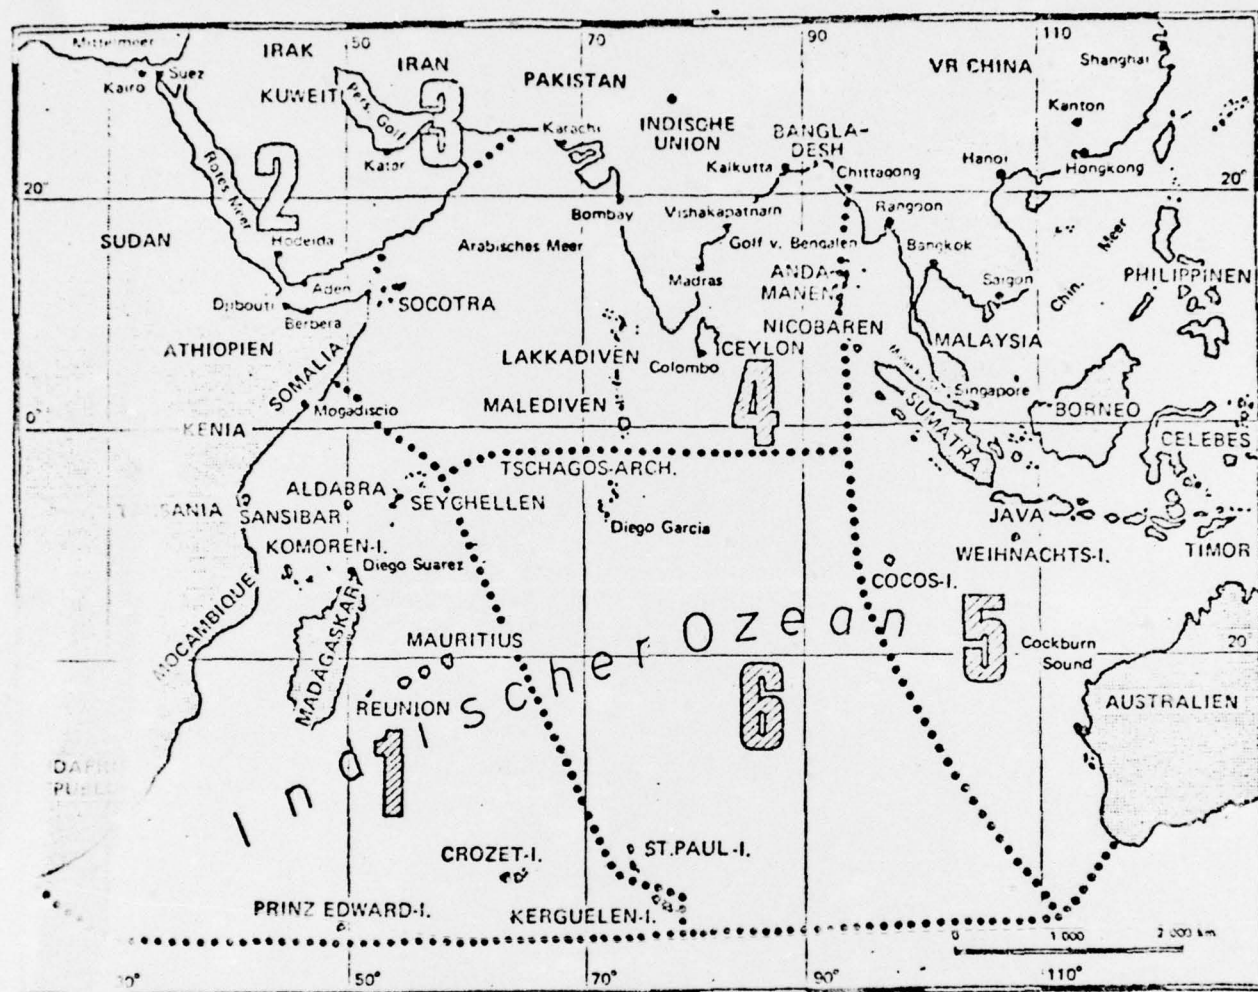 50
70
90
110
Mittelmeer
IRAK
IRAN
PAKISTAN
VR CHINA
Shanghai
Kairo
Suez
KUWEIT
Pers. Golf
3
Kanton
INDISCHE
UNION
BANGLA-
DESH
Karachi
Katar
2
Rotes Meer
Kalkutta
Chittagong
Hanoi
Hongkong
20°
20°
Bombay
Vishakapatnam
Rangoon
SUDAN
Hodeida
Arabisches Meer
Golf v. Bengalen
Bangkok
Chin. Meer
Aden
Madras
ANDA-
MANEN
Saigon
PHILIPPINEN
Djibouti
SOCOTRA
Berbera
NICOBAREN
MALAYSIA
ATHIOPIEN
LAKKADIVEN
CEYLON
Colombo
SOMALIA
4
Singapore
MALEDIVEN
SUMATRA
BORNEO
Mogadiscio
0°
KENIA
CELEBES
TSCHAGOS-ARCH.
ALDABRA
SEYCHELLEN
TANSANIA
SANSIBAR
Diego Garcia
JAVA
KOMOREN-I.
WEIHNACHTS-I.
TIMOR
Diego Suarez
COCOS-I.
MOCAMBIQUE
MADAGASKAR
5
MAURITIUS
Indischer Ozean
Cockburn
Sound
20
6
REUNION
AUSTRALIEN
1
CROZET-I.
ST.PAUL-I.
PRINZ EDWARD-I.
KERGUELEN-I.
0
1 000
2 000 km
30°
50°
70°
90°
110°